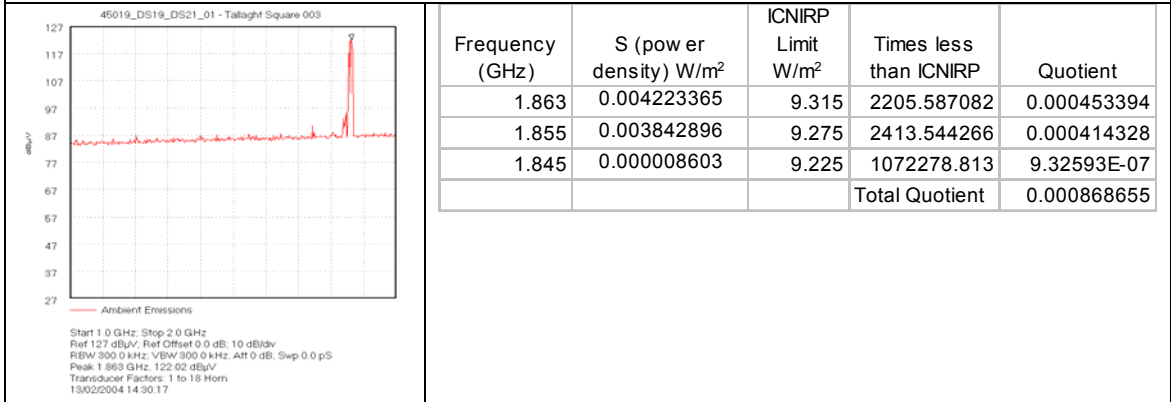 45019_DS19_DS21_01 - Tallaght Square 003
127
117
107
97
87
77
67
57
47
37
27
dBµV
Ambient Emissions
Start 1.0 GHz; Stop 2.0 GHz
Ref 127 dBµV; Ref Offset 0.0 dB; 10 dB/div
RBW 300.0 kHz; VBW 300.0 kHz; Att 0 dB; Swp 0.0 pS
Peak 1.863 GHz, 122.02 dBµV
Transducer Factors: 1 to 18 Horn
13/02/2004 14:30:17
Frequency (GHz) S (pow er density) W/m² ICNIRP Limit W/m² Times less than ICNIRP Quotient
1.863 0.004223365 9.315 2205.587082 0.000453394
1.855 0.003842896 9.275 2413.544266 0.000414328
1.845 0.000008603 9.225 1072278.813 9.32593E-07
Total Quotient 0.000868655